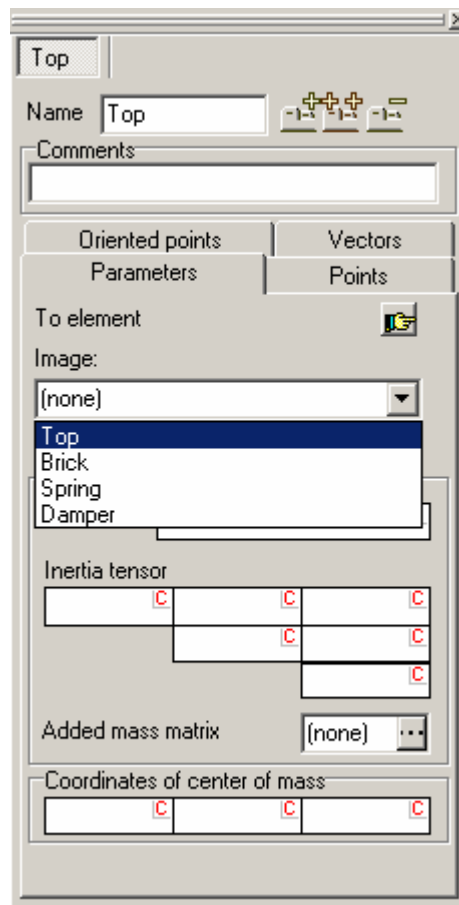 Top
Name Top
Comments
Oriented points Vectors
Parameters Points
To element
Image:
(none)
Top
Brick
Spring
Damper
Inertia tensor
C C C
C C
C
Added mass matrix (none) ...
Coordinates of center of mass
C C C